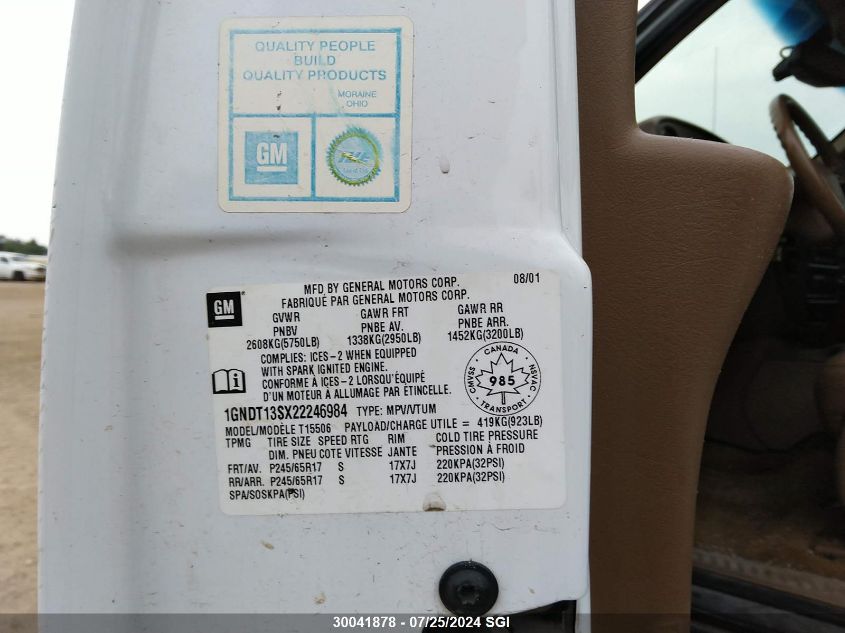 QUALITY PEOPLE
BUILD
QUALITY PRODUCTS
MORAINE
OHIO
GM
MFD BY GENERAL MOTORS CORP. 08/01
FABRIQUÉ PAR GENERAL MOTORS CORP.
GM
GVWR GAWR FRT GAWR RR
PNBV PNBE AV. PNBE ARR.
2608KG(5750LB) 1338KG(2950LB) 1452KG(3200LB)
COMPLIES: ICES-2 WHEN EQUIPPED
WITH SPARK IGNITED ENGINE.
CONFORME À ICES-2 LORSQU'ÉQUIPÉ
D'UN MOTEUR A ALLUMAGE PAR ÉTINCELLE.
CANADA
CMVSS 985 NSVAC
TRANSPORT
1GNDT13SX22246984 TYPE: MPV/VTUM
MODEL/MODÈLE T15506 PAYLOAD/CHARGE UTILE = 419KG(923LB)
TPMG TIRE SIZE SPEED RTG RIM COLD TIRE PRESSURE
DIM. PNEU COTE VITESSE JANTE PRESSION À FROID
FRT/AV. P245/65R17 S 17X7J 220KPA(32PSI)
RR/ARR. P245/65R17 S 17X7J 220KPA(32PSI)
SPA/SOSKPA(PSI)
30041878 - 07/25/2024 SGI